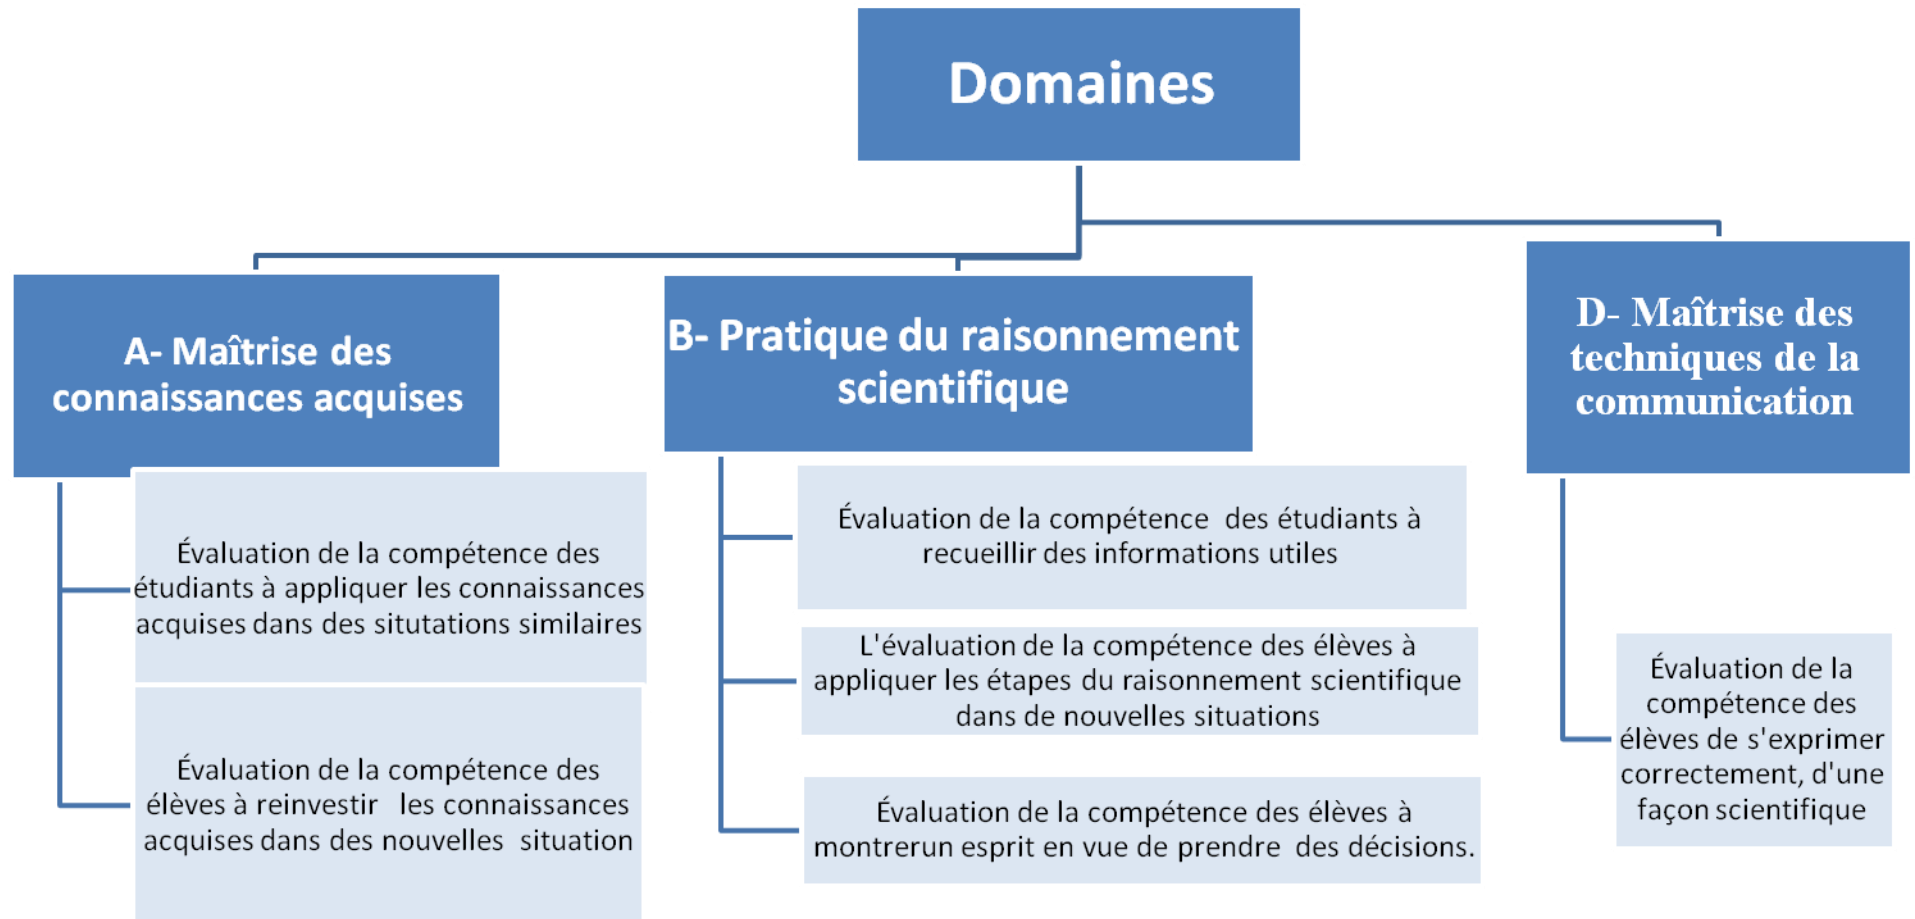 Domaines
A- Maîtrise des
connaissances acquises
Évaluation de la compétence des
étudiants à appliquer les connaissances
acquises dans des situtations similaires
Évaluation de la compétence des
élèves à reinvestir les connaissances
acquises dans des nouvelles situation
B- Pratique du raisonnement
scientifique
Évaluation de la compétence des étudiants à
recueillir des informations utiles
L'évaluation de la compétence des élèves à
appliquer les étapes du raisonnement scientifique
dans de nouvelles situations
Évaluation de la compétence des élèves à
montrerun esprit en vue de prendre des décisions.
D- Maîtrise des
techniques de la
communication
Évaluation de la
compétence des
élèves de s'exprimer
correctement, d'une
façon scientifique